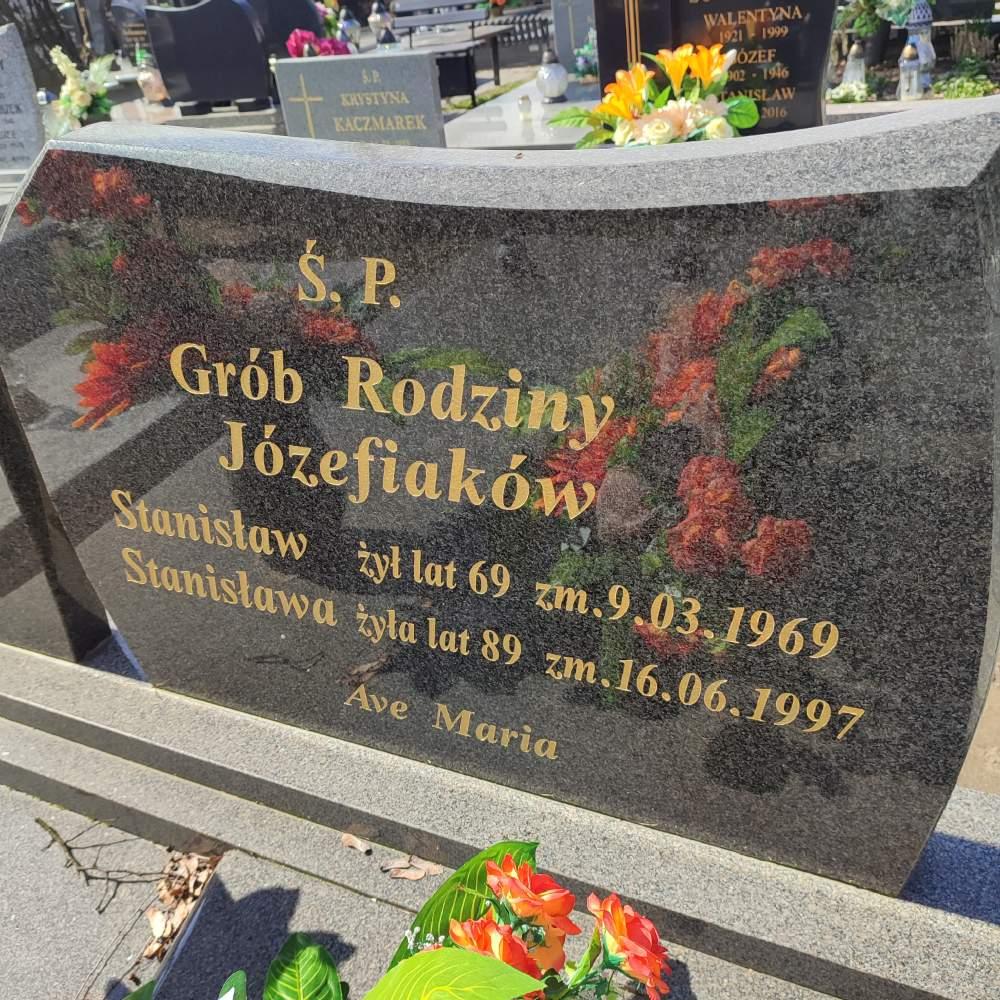 Ś. P.
KRYSTYNA
KACZMAREK
WALENTYNA
1921 - 1999
JÓZEF
1902 - 1946
STANISŁAW
2016
Ś. P.
Grób Rodziny
Józefiaków
Stanisław żył lat 69 zm.9.03.1969
Stanisława żyła lat 89 zm.16.06.1997
Ave Maria